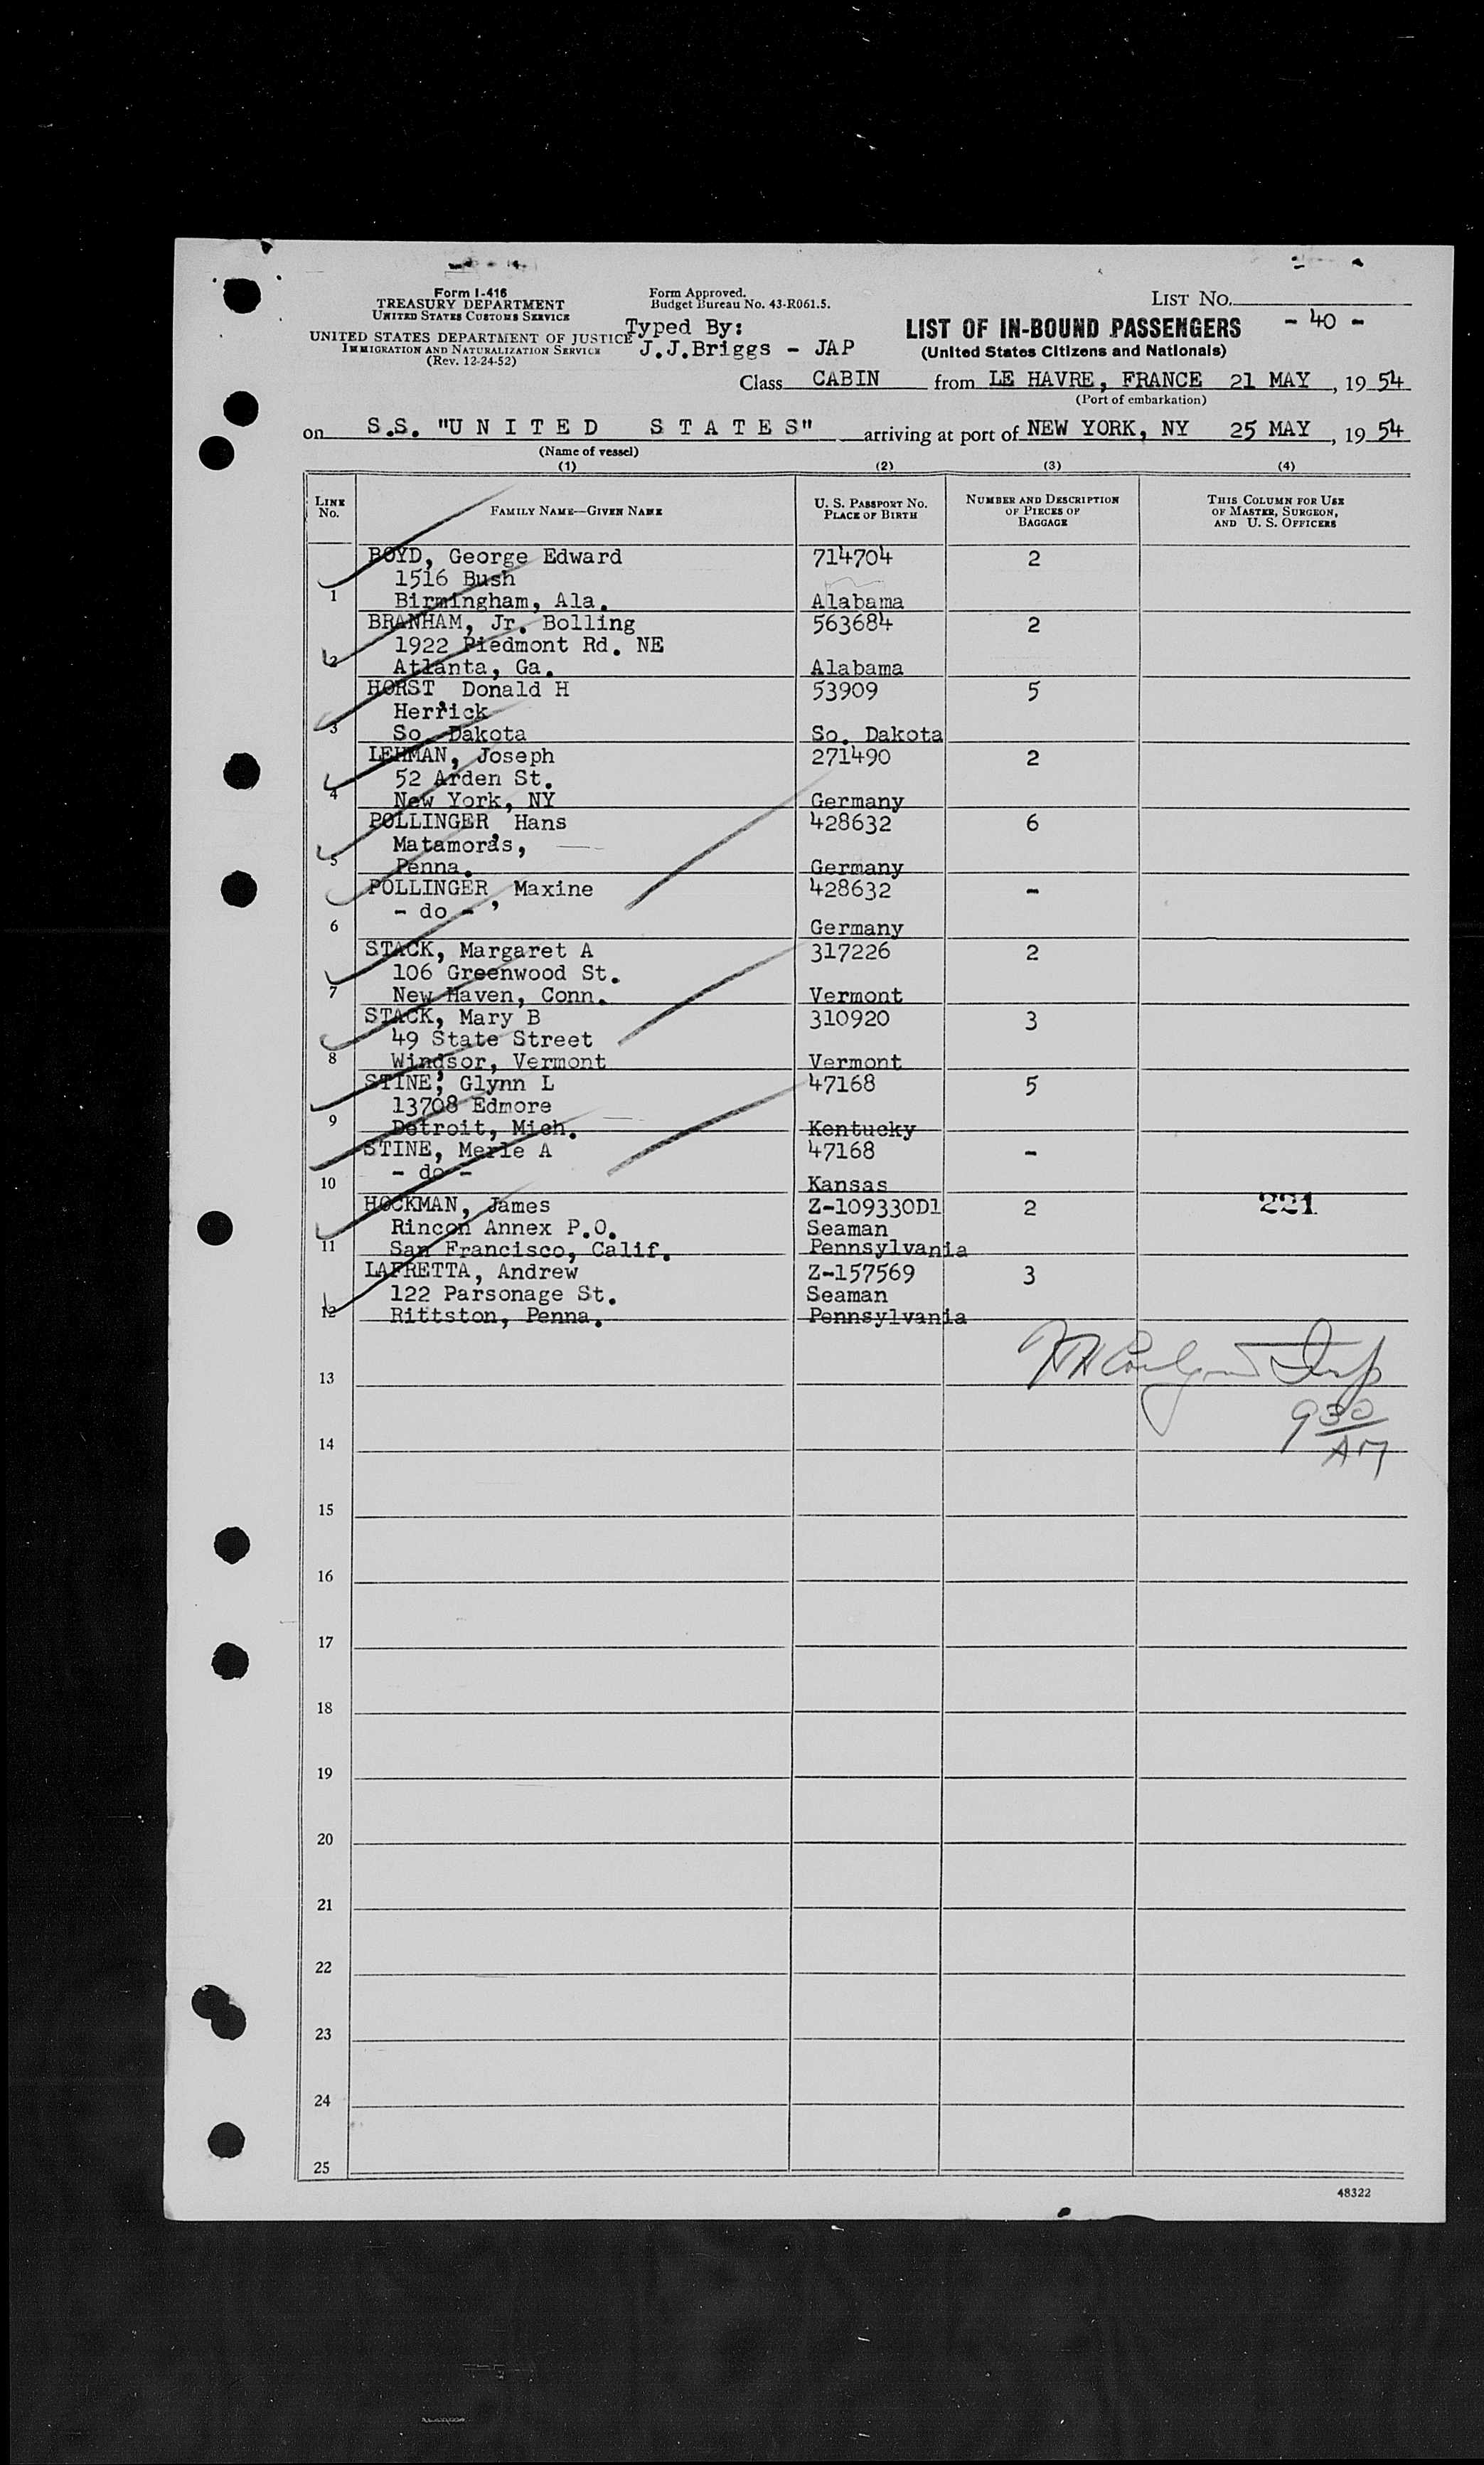 Form I-416
TREASURY DEPARTMENT
UNITED STATES CUSTOMS SERVICE
UNITED STATES DEPARTMENT OF JUSTICE
IMMIGRATION AND NATURALIZATION SERVICE
(Rev. 12-24-52)
Form Approved.
Budget Bureau No. 43-R061.5.
Typed By:
J.J.Briggs - JAP
LIST NO.
- 40 -
LIST OF IN-BOUND PASSENGERS
(United States Citizens and Nationals)
Class CABIN from LE HAVRE, FRANCE 21 MAY, 1954
(Port of embarkation)
on S.S. "U N I T E D S T A T E S" arriving at port of NEW YORK, NY 25 MAY, 1954
(Name of vessel)
(1) (2) (3) (4)
LINE NO.
FAMILY NAME—GIVEN NAME
U. S. PASSPORT NO.
PLACE OF BIRTH
NUMBER AND DESCRIPTION
OF PIECES OF
BAGGAGE
THIS COLUMN FOR USE
OF MASTER, SURGEON,
AND U. S. OFFICERS
BOYD, George Edward 714704 2
1516 Bush
1 Birmingham, Ala. Alabama
BRANHAM, Jr. Bolling 563684 2
1922 Piedmont Rd. NE
2 Atlanta, Ga. Alabama
HORST, Donald H 53909 5
Herrick
3 So. Dakota So. Dakota
LEHMAN, Joseph 271490 2
52 Arden St.
4 New York, NY Germany
POLLINGER, Hans 428632 6
Matamoras,
5 Penna. Germany
POLLINGER, Maxine 428632 -
- do -
6 Germany
STACK, Margaret A 317226 2
106 Greenwood St.
7 New Haven, Conn. Vermont
STACK, Mary B 310920 3
49 State Street
8 Windsor, Vermont Vermont
STINE, Glynn L 47168 5
13708 Edmore
9 Detroit, Mich. Kentucky
STINE, Merle A 47168 -
- do -
10 Kansas
HOCKMAN, James Z-109330D1 2 221
Rincon Annex P.O. Seaman
11 San Francisco, Calif. Pennsylvania
LAFRETTA, Andrew Z-157569 3
122 Parsonage St. Seaman
12 Rittston, Penna. Pennsylvania
13
930
AM
14
15
16
17
18
19
20
21
22
23
24
25
48322